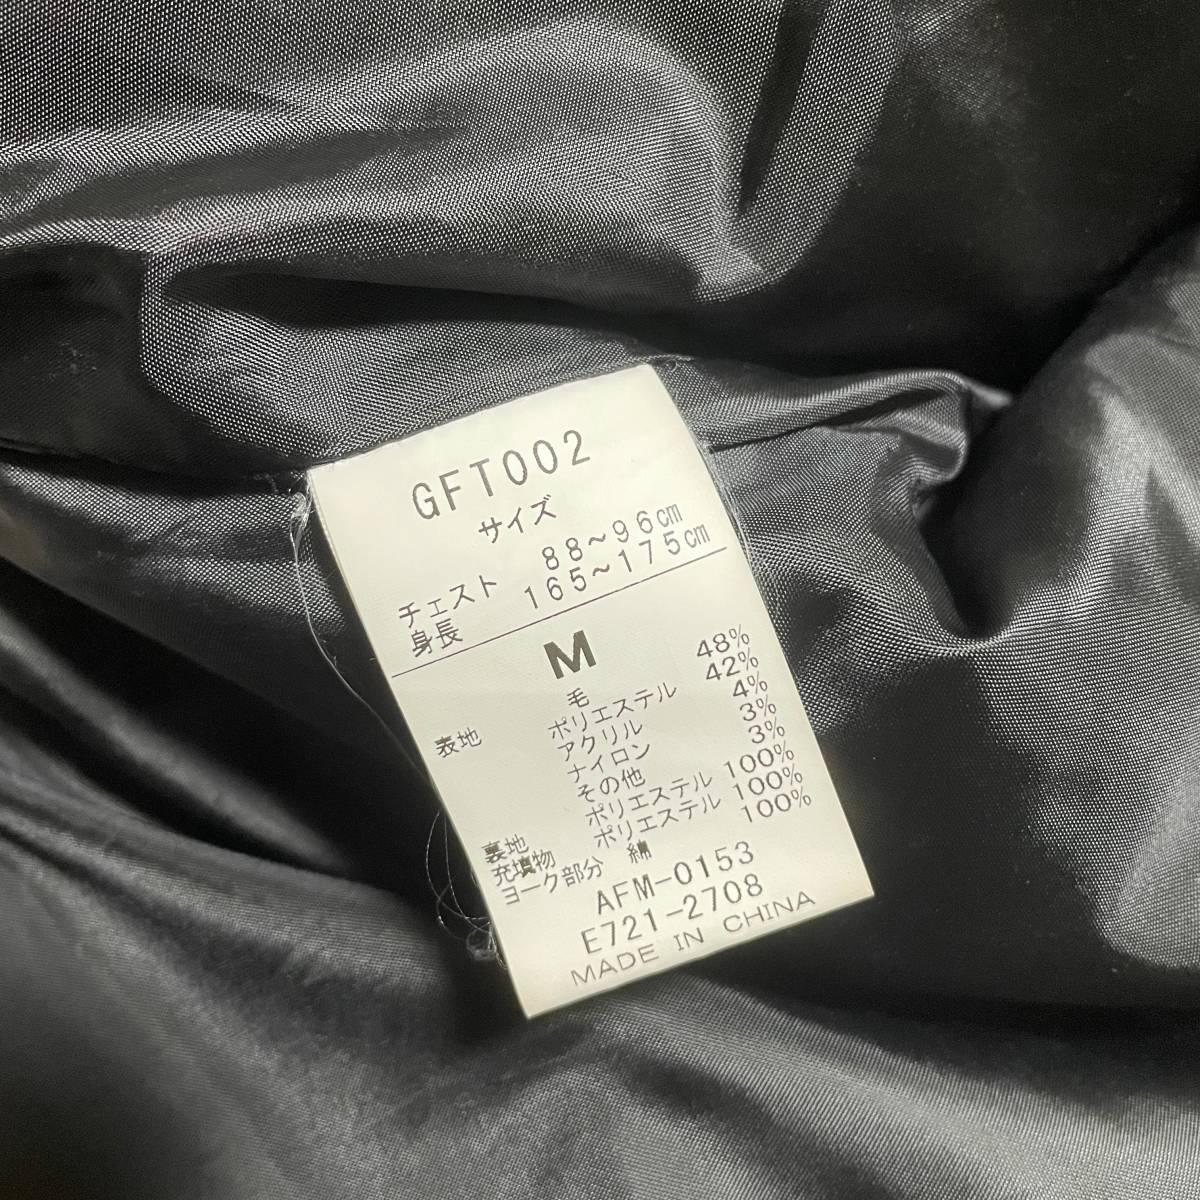 GFT002
サイズ
チェスト 88~96cm
身長 165~175cm
M
表地 毛 48%
ポリエステル 42%
アクリル 4%
ナイロン 3%
その他 3%
裏地 ポリエステル 100%
充填物 ポリエステル 100%
ヨーク部分 綿 100%
AFM-0153
E721-2708
MADE IN CHINA